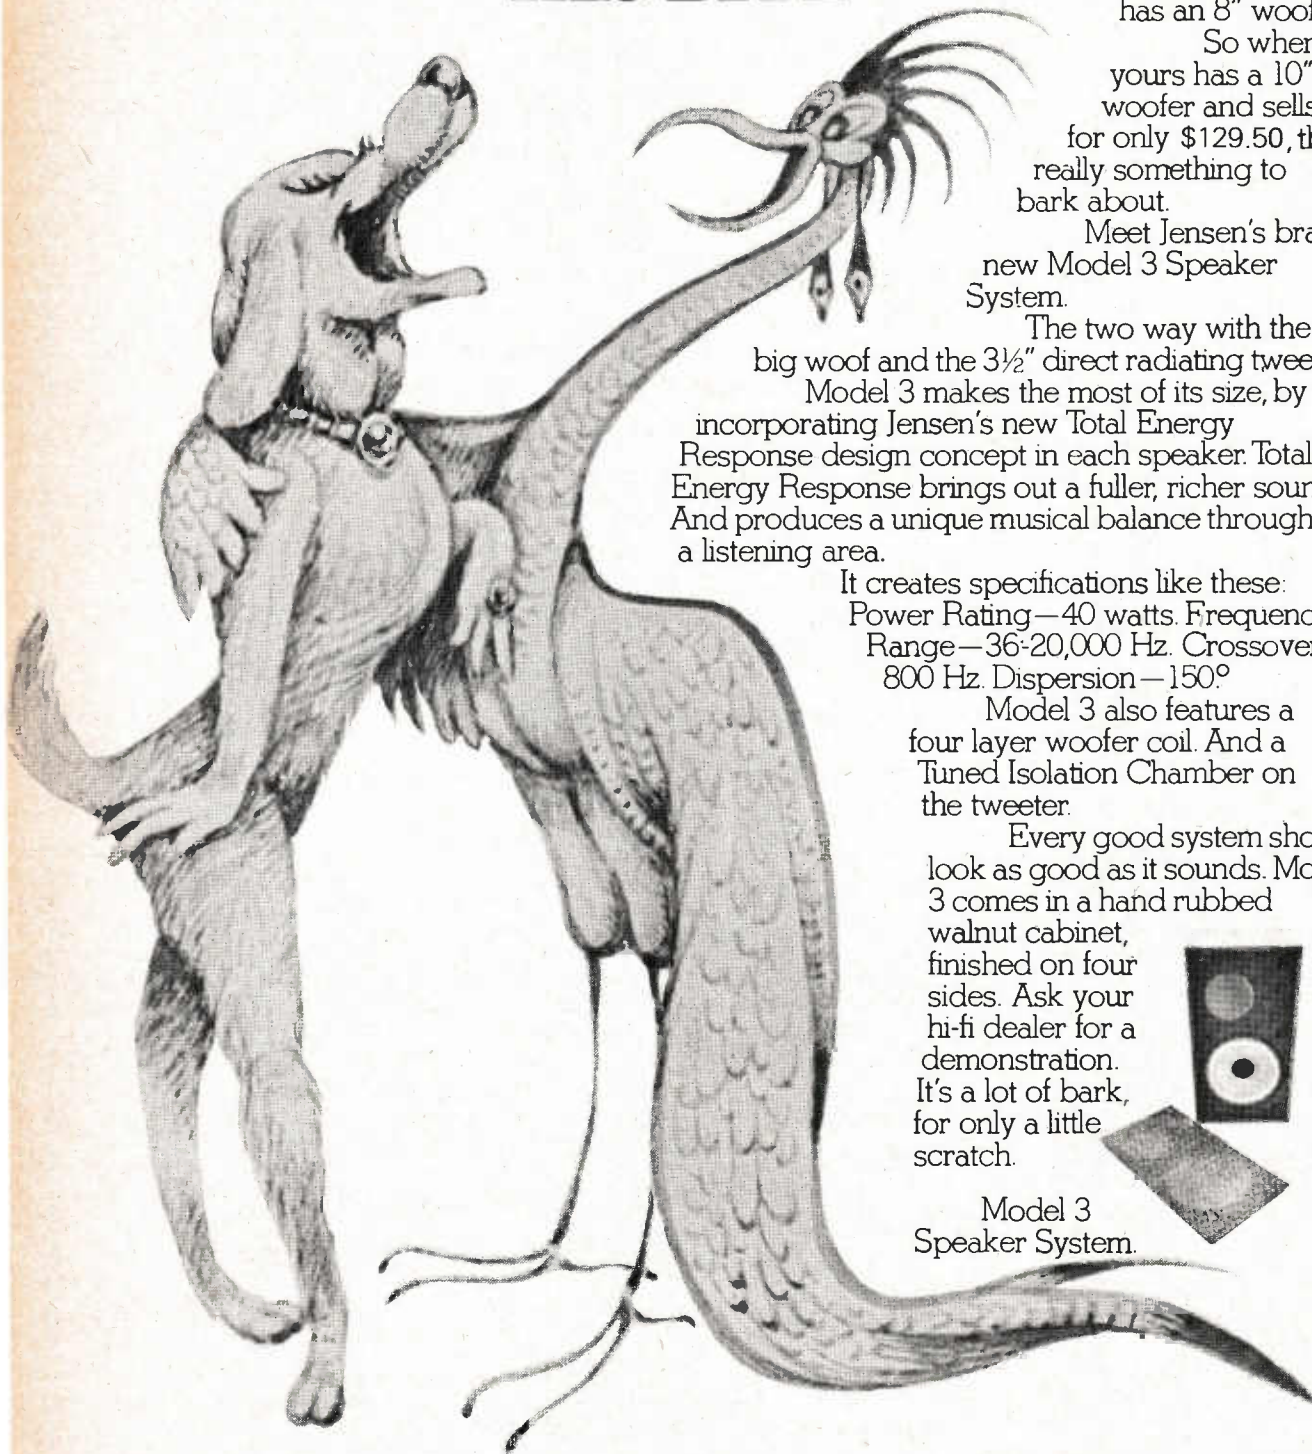 has an 8" woof
So wher
yours has a 10"
woofer and sells
for only $129.50, th
really something to
bark about.
Meet Jensen's bra
new Model 3 Speaker
System.
The two way with the
big woof and the 3½" direct radiating twee
Model 3 makes the most of its size, by
incorporating Jensen's new Total Energy
Response design concept in each speaker. Total
Energy Response brings out a fuller, richer soun
And produces a unique musical balance through
a listening area.
It creates specifications like these:
Power Rating—40 watts. Frequenc
Range—36-20,000 Hz. Crossover
800 Hz. Dispersion—150°.
Model 3 also features a
four layer woofer coil. And a
Tuned Isolation Chamber on
the tweeter.
Every good system sho
look as good as it sounds. Mo
3 comes in a hand rubbed
walnut cabinet,
finished on four
sides. Ask your
hi-fi dealer for a
demonstration.
It's a lot of bark,
for only a little
scratch.
Model 3
Speaker System.